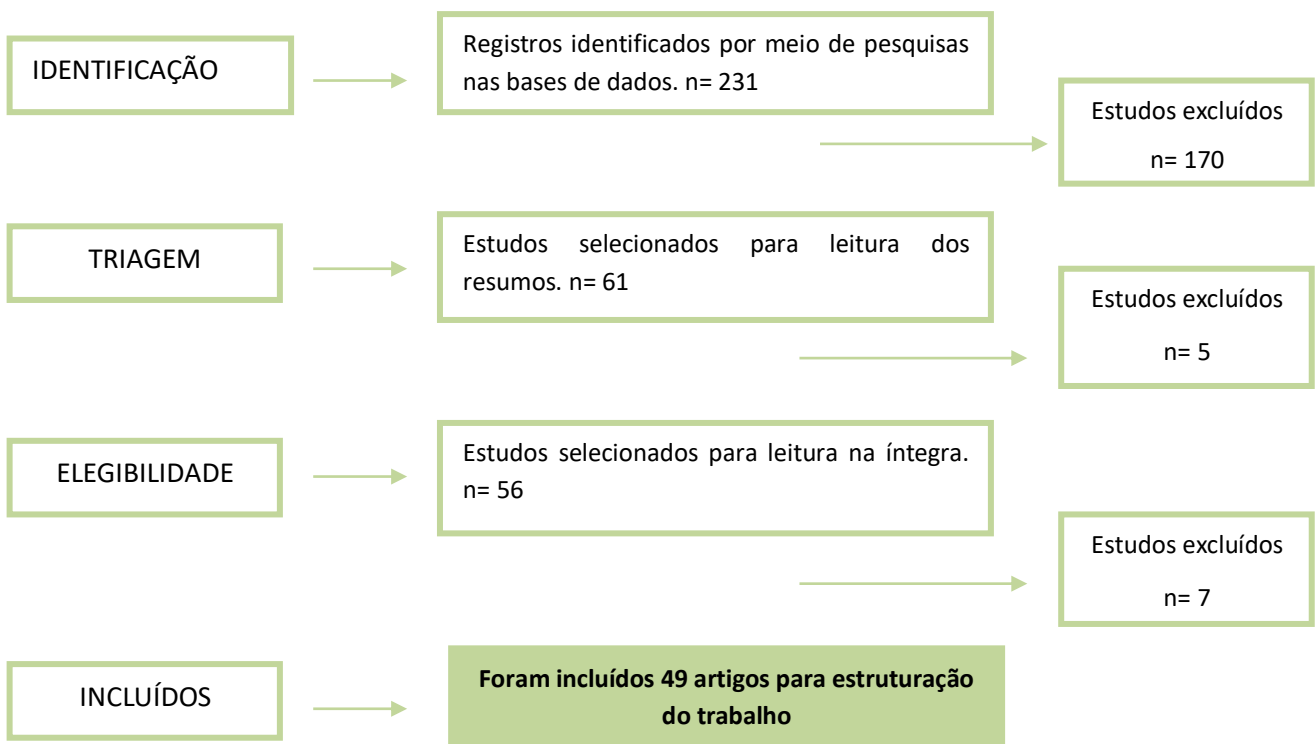 IDENTIFICAÇÃO
Registros identificados por meio de pesquisas
nas bases de dados. n= 231
Estudos excluídos
n= 170
TRIAGEM
Estudos selecionados para leitura dos
resumos. n= 61
Estudos excluídos
n= 5
ELEGIBILIDADE
Estudos selecionados para leitura na íntegra.
n= 56
Estudos excluídos
n= 7
INCLUÍDOS
Foram incluídos 49 artigos para estruturação
do trabalho